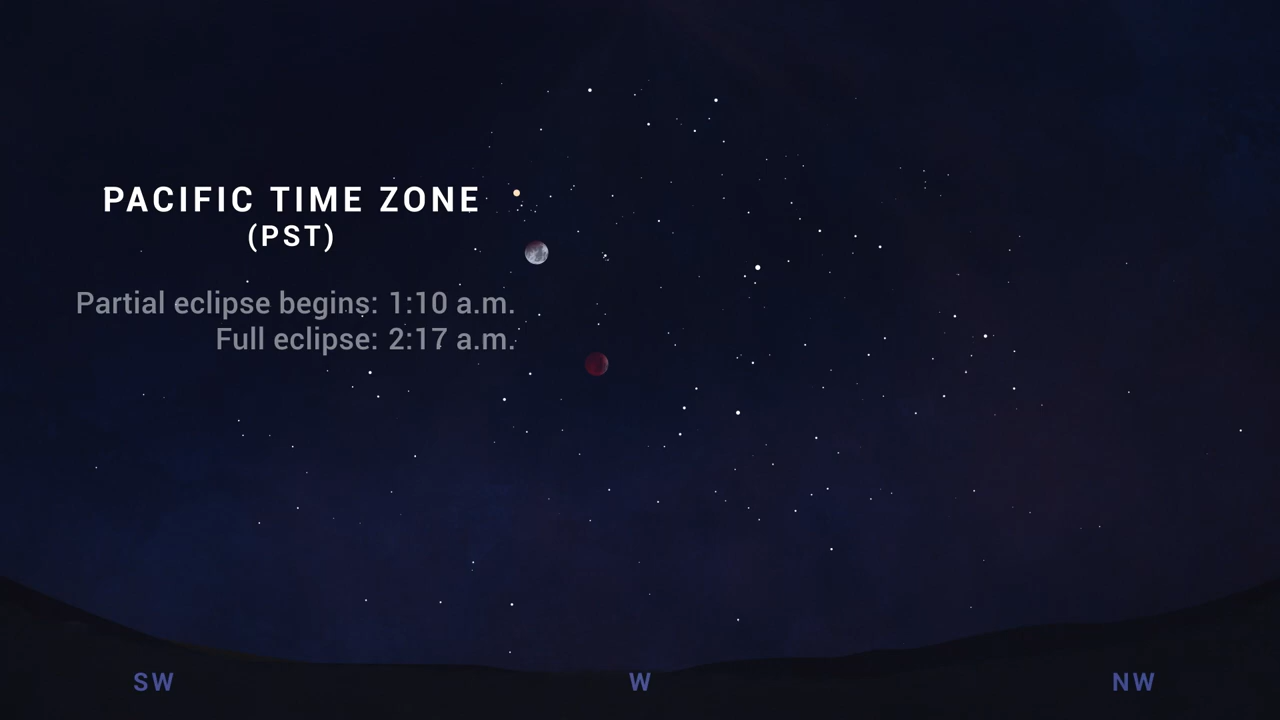 PACIFIC TIME ZONE
(PST)
Partial eclipse begins: 1:10 a.m.
Full eclipse: 2:17 a.m.
SW W NW